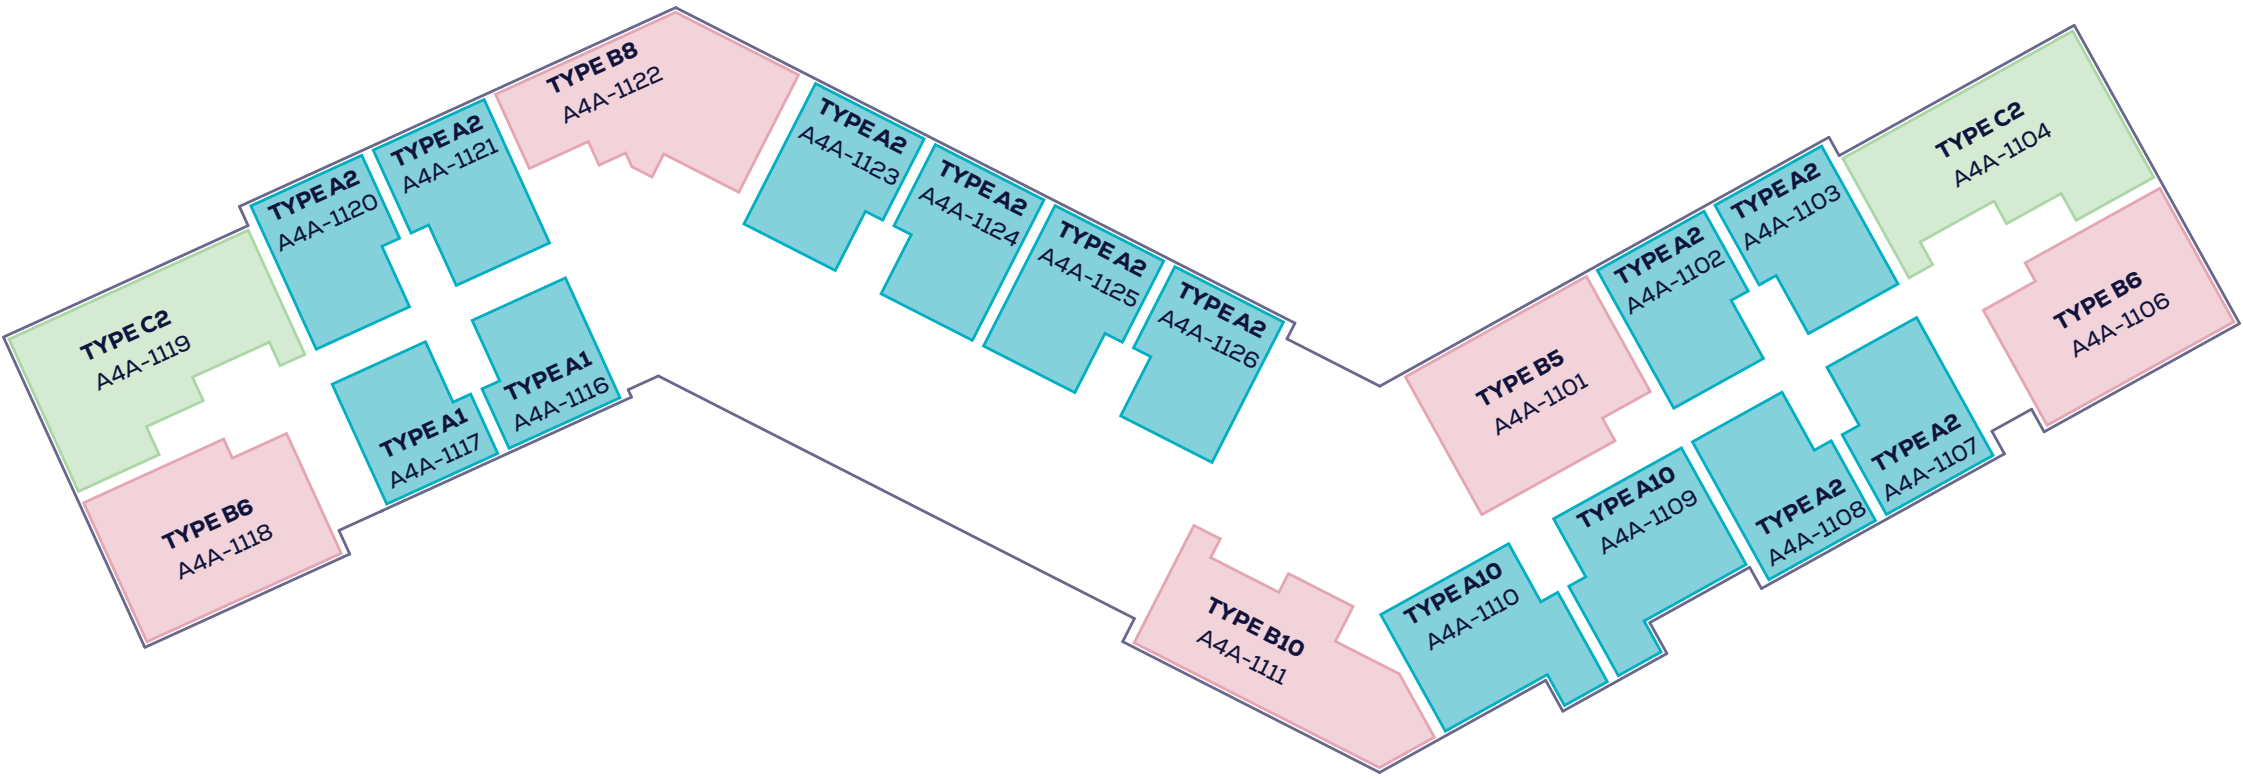 TYPE B8
A4A-1122
TYPE A2
A4A-1121
TYPE A2
A4A-1120
TYPE C2
A4A-1119
TYPE B6
A4A-1118
TYPE A1
A4A-1117
TYPE A1
A4A-1116
TYPE A2
A4A-1123
TYPE A2
A4A-1124
TYPE A2
A4A-1125
TYPE A2
A4A-1126
TYPE B5
A4A-1101
TYPE A2
A4A-1102
TYPE A2
A4A-1103
TYPE C2
A4A-1104
TYPE B6
A4A-1106
TYPE A2
A4A-1107
TYPE A2
A4A-1108
TYPE A10
A4A-1109
TYPE A10
A4A-1110
TYPE B10
A4A-1111